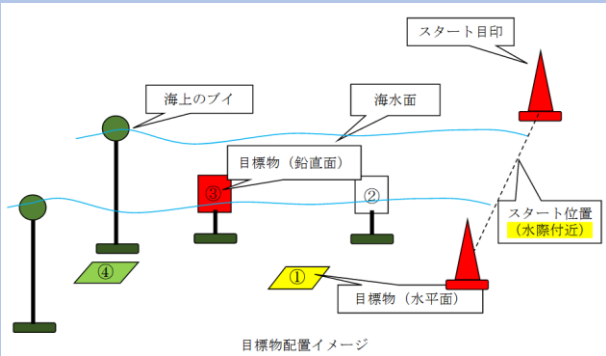 スタート目印
海上のブイ
海水面
目標物（鉛直面）
③
②
スタート位置
（水際付近）
④
①
目標物（水平面）
目標物配置イメージ